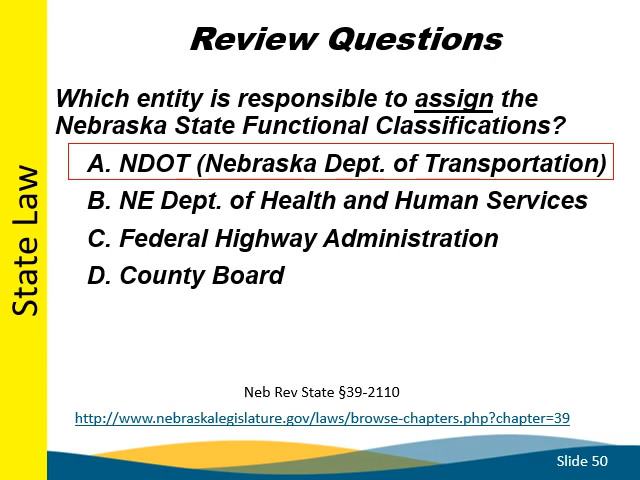 Review Questions
Which entity is responsible to assign the
Nebraska State Functional Classifications?
A. NDOT (Nebraska Dept. of Transportation)
B. NE Dept. of Health and Human Services
C. Federal Highway Administration
D. County Board
State Law
Neb Rev State §39-2110
http://www.nebraskalegislature.gov/laws/browse-chapters.php?chapter=39
Slide 50